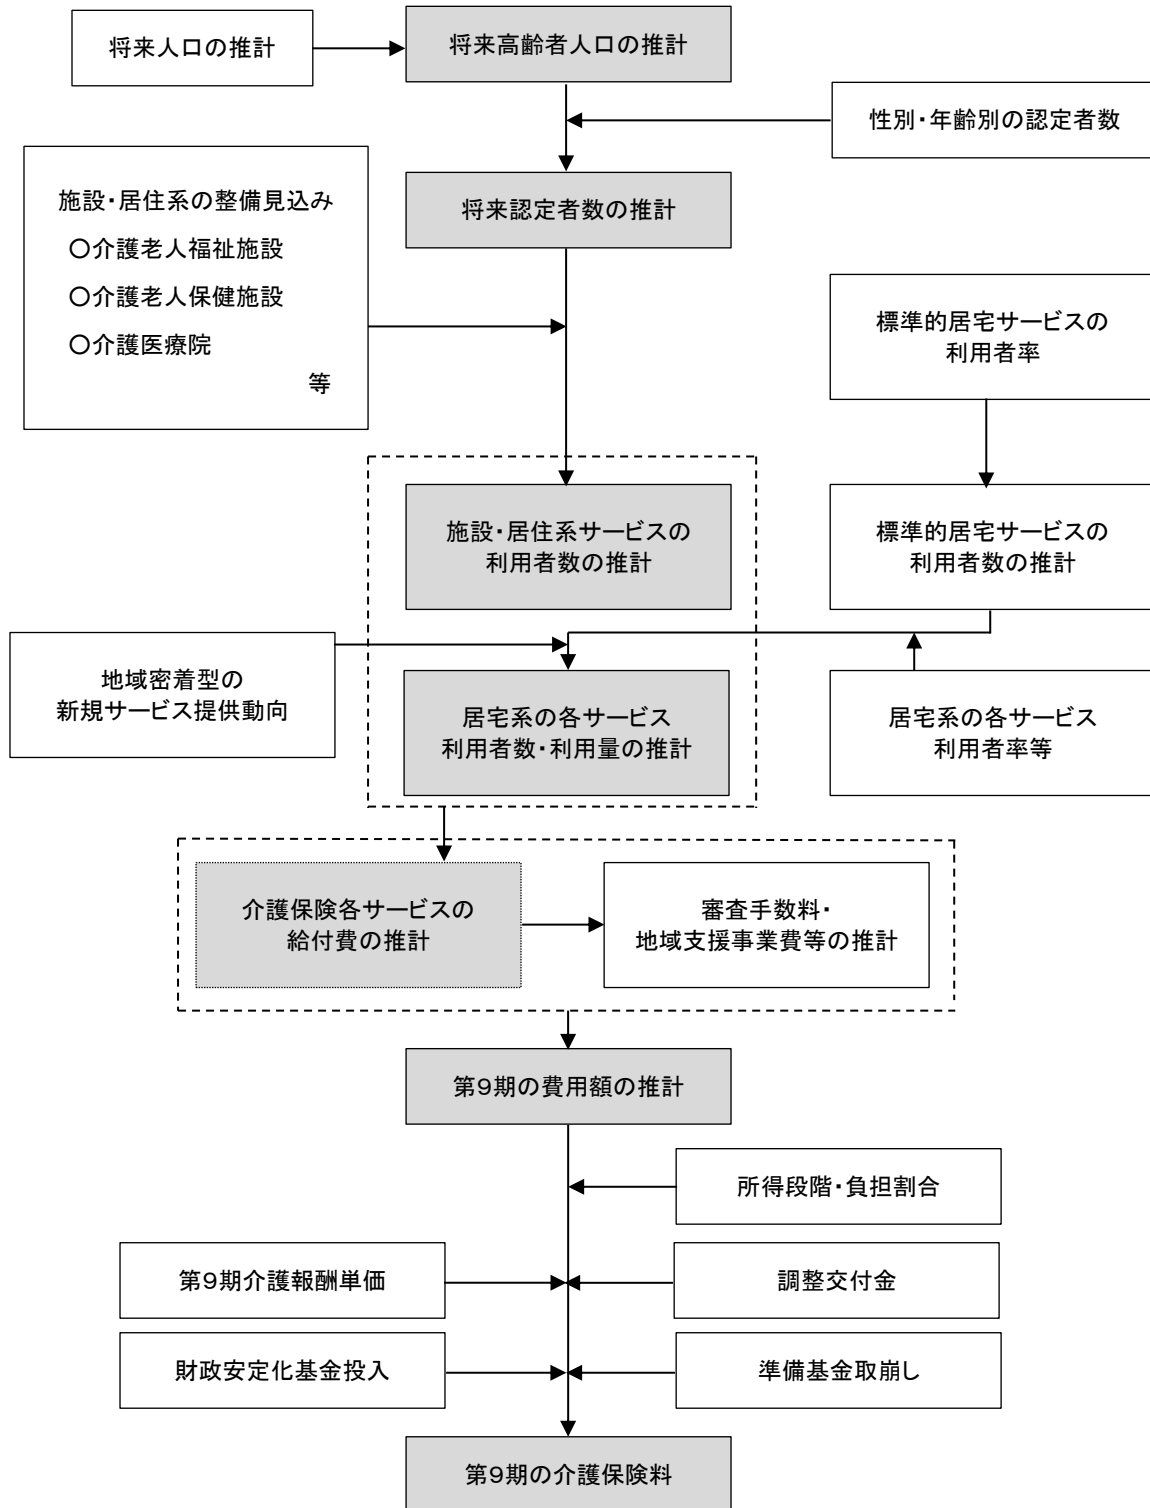 将来人口の推計
将来高齢者人口の推計
性別・年齢別の認定者数
施設・居住系の整備見込み
○介護老人福祉施設
○介護老人保健施設
○介護医療院
等
将来認定者数の推計
標準的居宅サービスの
利用者率
施設・居住系サービスの
利用者数の推計
標準的居宅サービスの
利用者数の推計
地域密着型の
新規サービス提供動向
居宅系の各サービス
利用者数・利用量の推計
居宅系の各サービス
利用者率等
介護保険各サービスの
給付費の推計
審査手数料・
地域支援事業費等の推計
第9期の費用額の推計
所得段階・負担割合
第9期介護報酬単価
調整交付金
財政安定化基金投入
準備基金取崩し
第9期の介護保険料